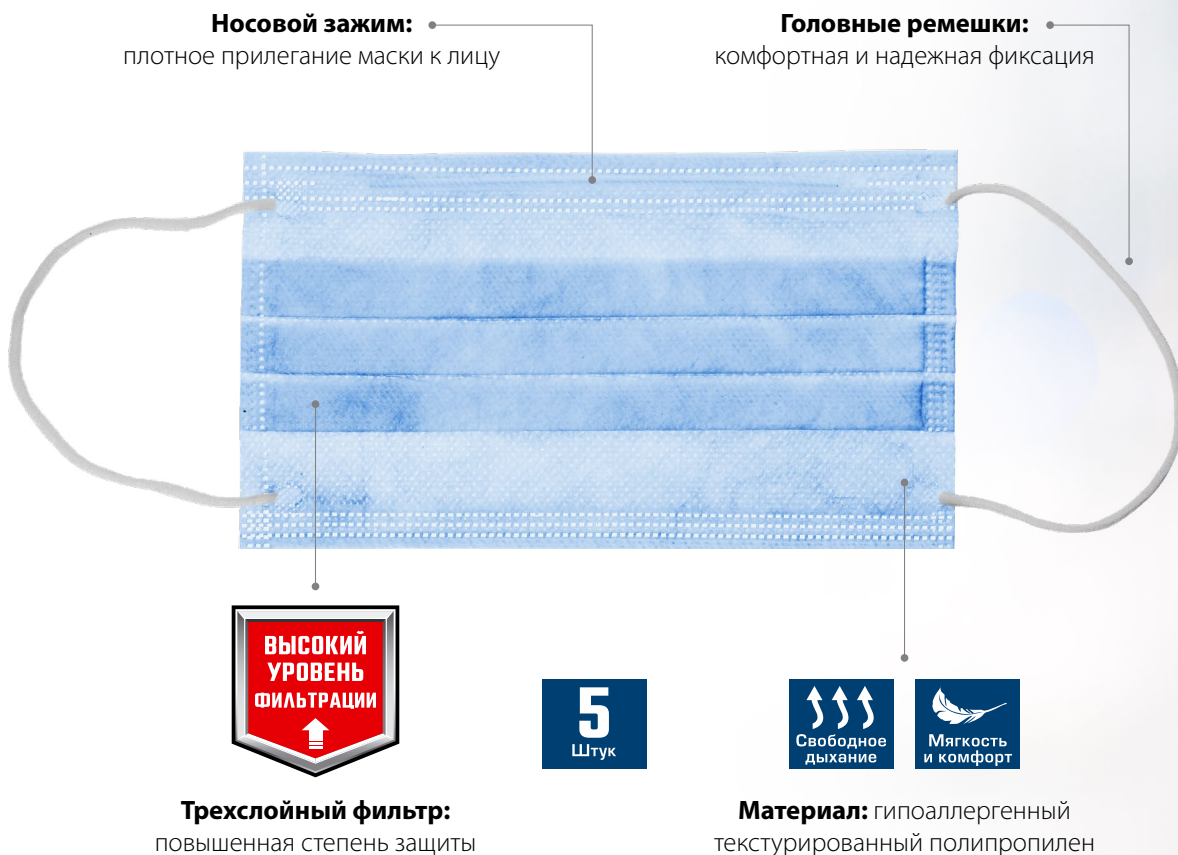 Носовой зажим:
плотное прилегание маски к лицу
Головные ремешки:
комфортная и надежная фиксация
ВЫСОКИЙ
УРОВЕНЬ
ФИЛЬТРАЦИИ
5
Штук
Свободное
дыхание
Мягкость
и комфорт
Трехслойный фильтр:
повышенная степень защиты
Материал: гипоаллергенный
текстурированный полипропилен